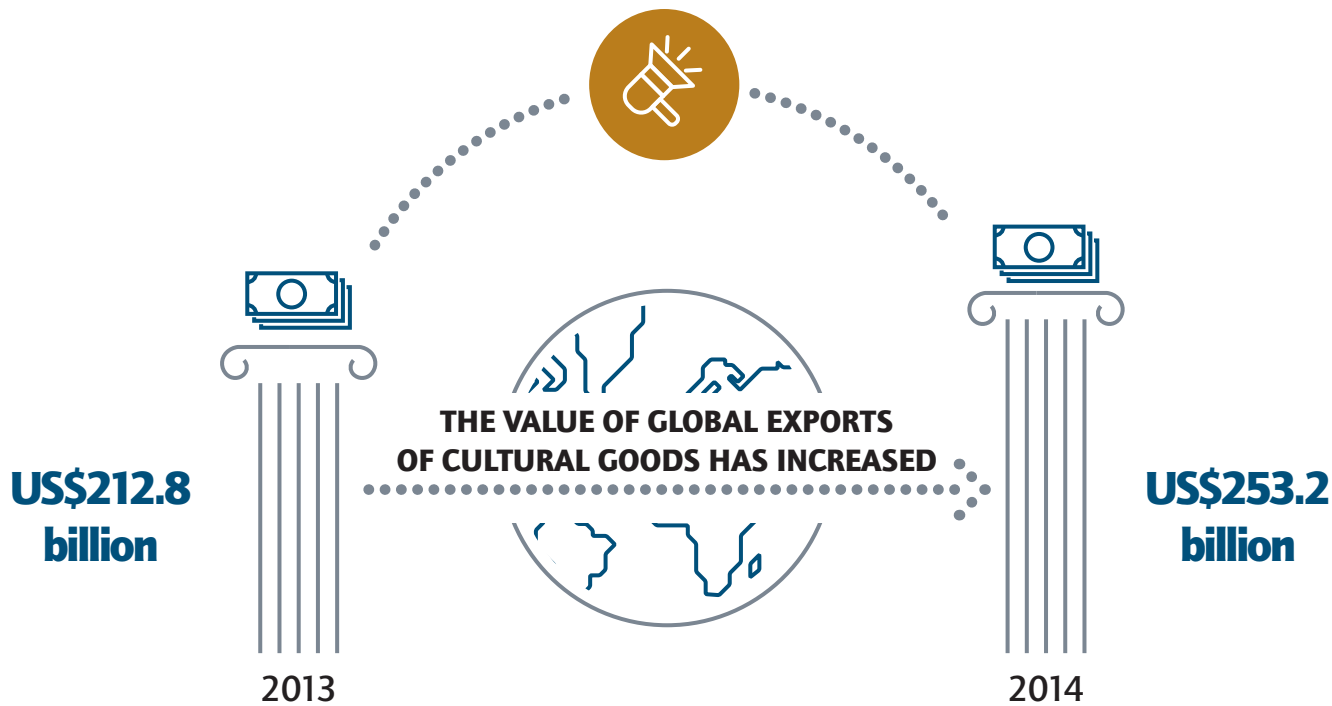 THE VALUE OF GLOBAL EXPORTS
OF CULTURAL GOODS HAS INCREASED
US$212.8
billion
US$253.2
billion
2013
2014